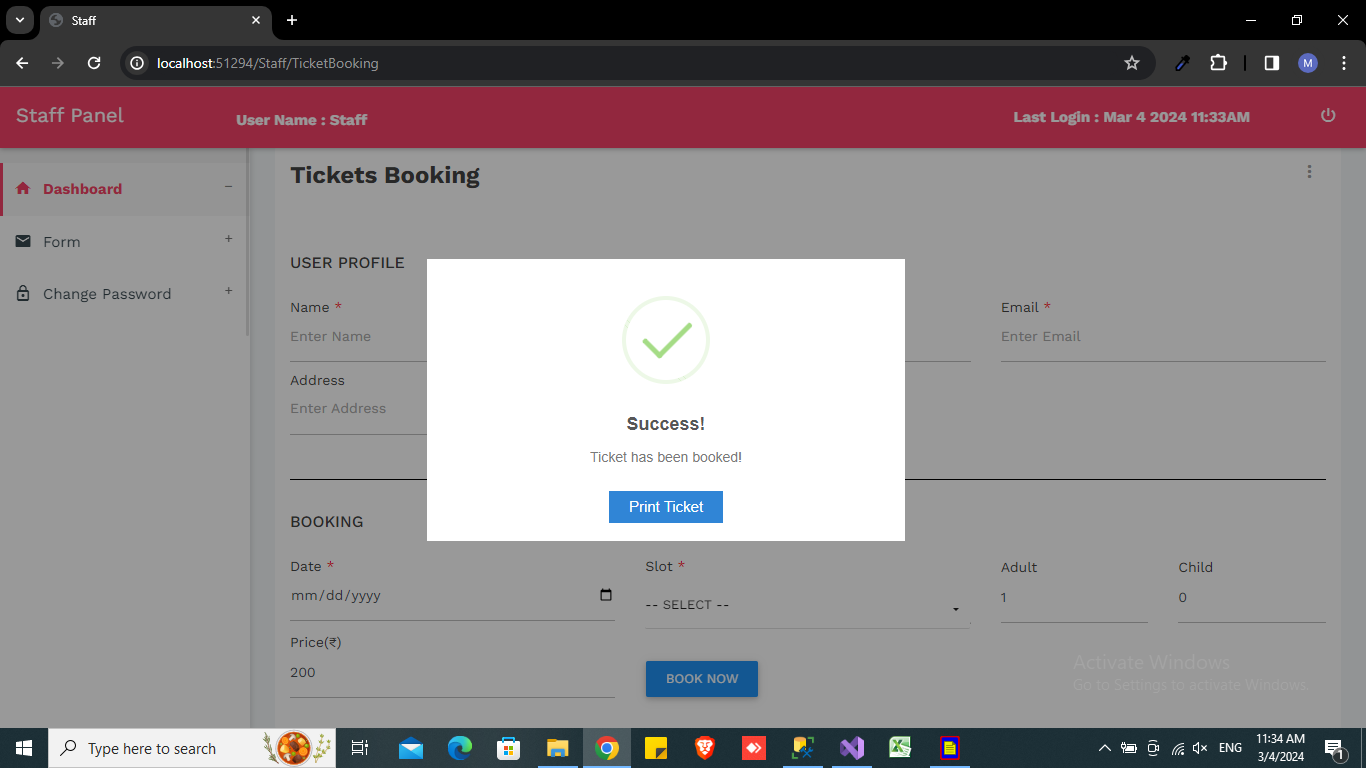 Staff
localhost:51294/Staff/TicketBooking
M
Staff Panel
User Name : Staff
Last Login : Mar 4 2024 11:33AM
Dashboard
Form
Change Password
Tickets Booking
USER PROFILE
Name *
Enter Name
Email *
Enter Email
Address
Enter Address
Success!
Ticket has been booked!
Print Ticket
BOOKING
Date *
mm/dd/yyyy
Slot *
-- SELECT --
Adult
1
Child
0
Price(₹)
200
BOOK NOW
Activate Windows
Go to Settings to activate Windows.
Type here to search
ENG
11:34 AM
3/4/2024
1